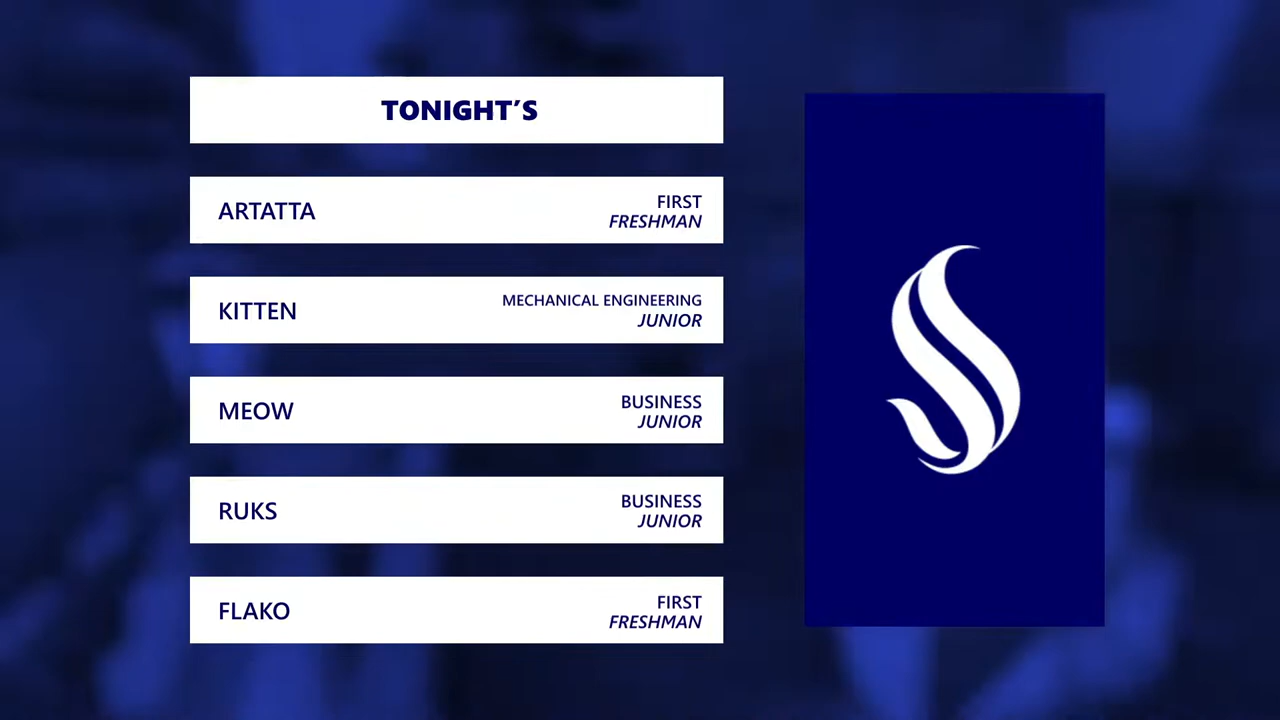 TONIGHT'S
ARTATTA
FIRST
FRESHMAN
KITTEN
MECHANICAL ENGINEERING
JUNIOR
MEOW
BUSINESS
JUNIOR
RUKS
BUSINESS
JUNIOR
FLAKO
FIRST
FRESHMAN